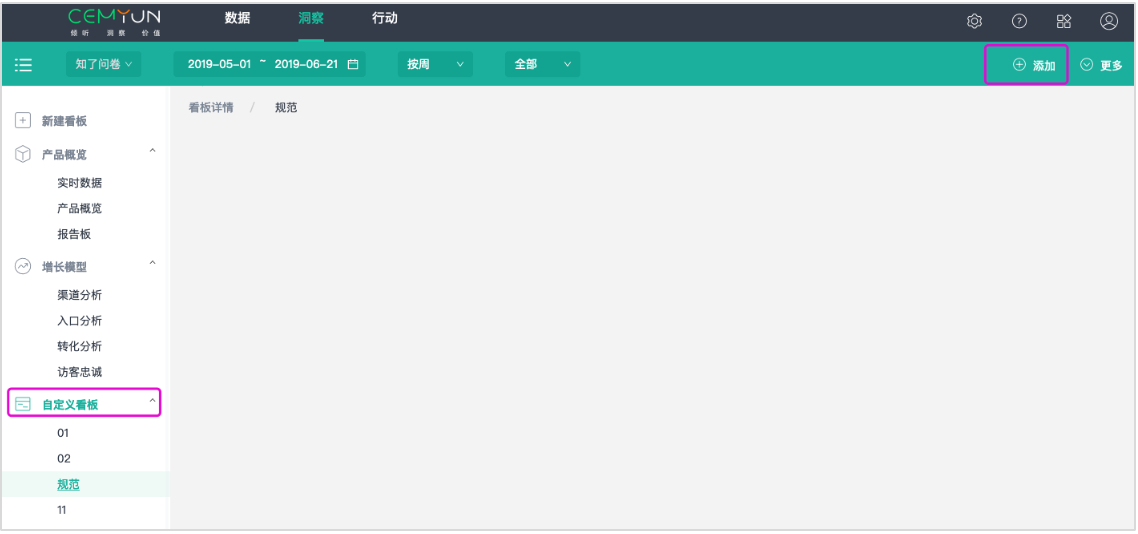 CEMYUN 数据 洞察 行动
倾听 洞察 价值
知了问卷 2019-05-01 ~ 2019-06-21 按周 全部 添加 更多
看板详情 / 规范
新建看板
产品概览
实时数据
产品概览
报告板
增长模型
渠道分析
入口分析
转化分析
访客忠诚
自定义看板
01
02
规范
11